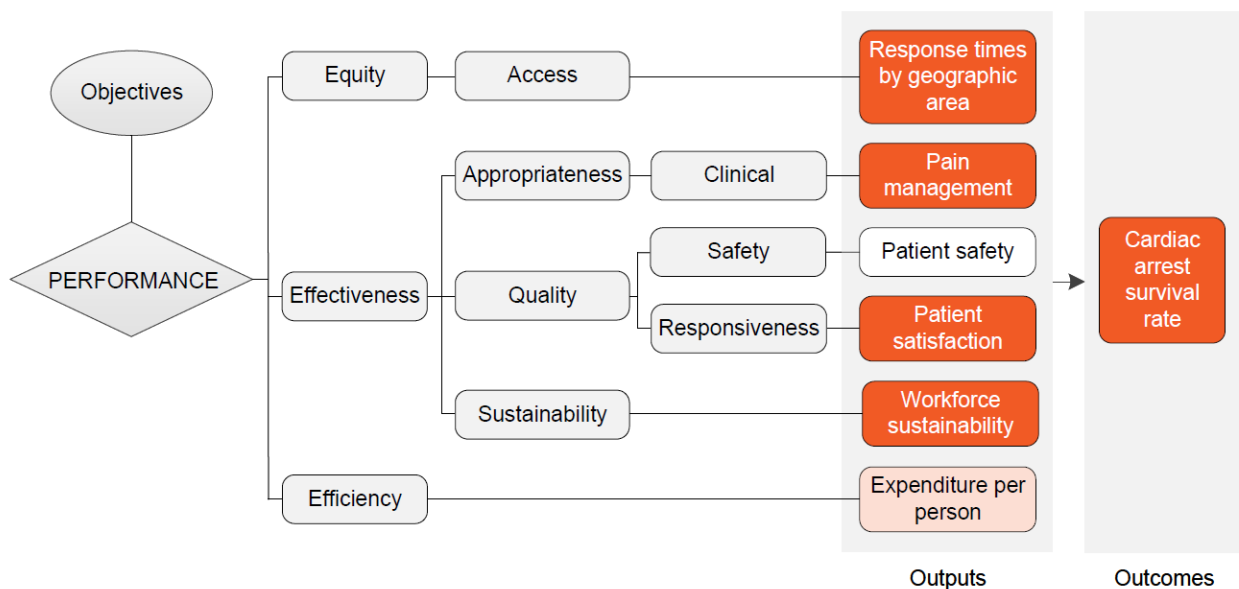 Objectives
PERFORMANCE
Equity
Access
Response times
by geographic
area
Effectiveness
Appropriateness
Clinical
Pain
management
Quality
Safety
Patient safety
Responsiveness
Patient
satisfaction
Sustainability
Workforce
sustainability
Efficiency
Expenditure per
person
Cardiac
arrest
survival
rate
Outputs
Outcomes